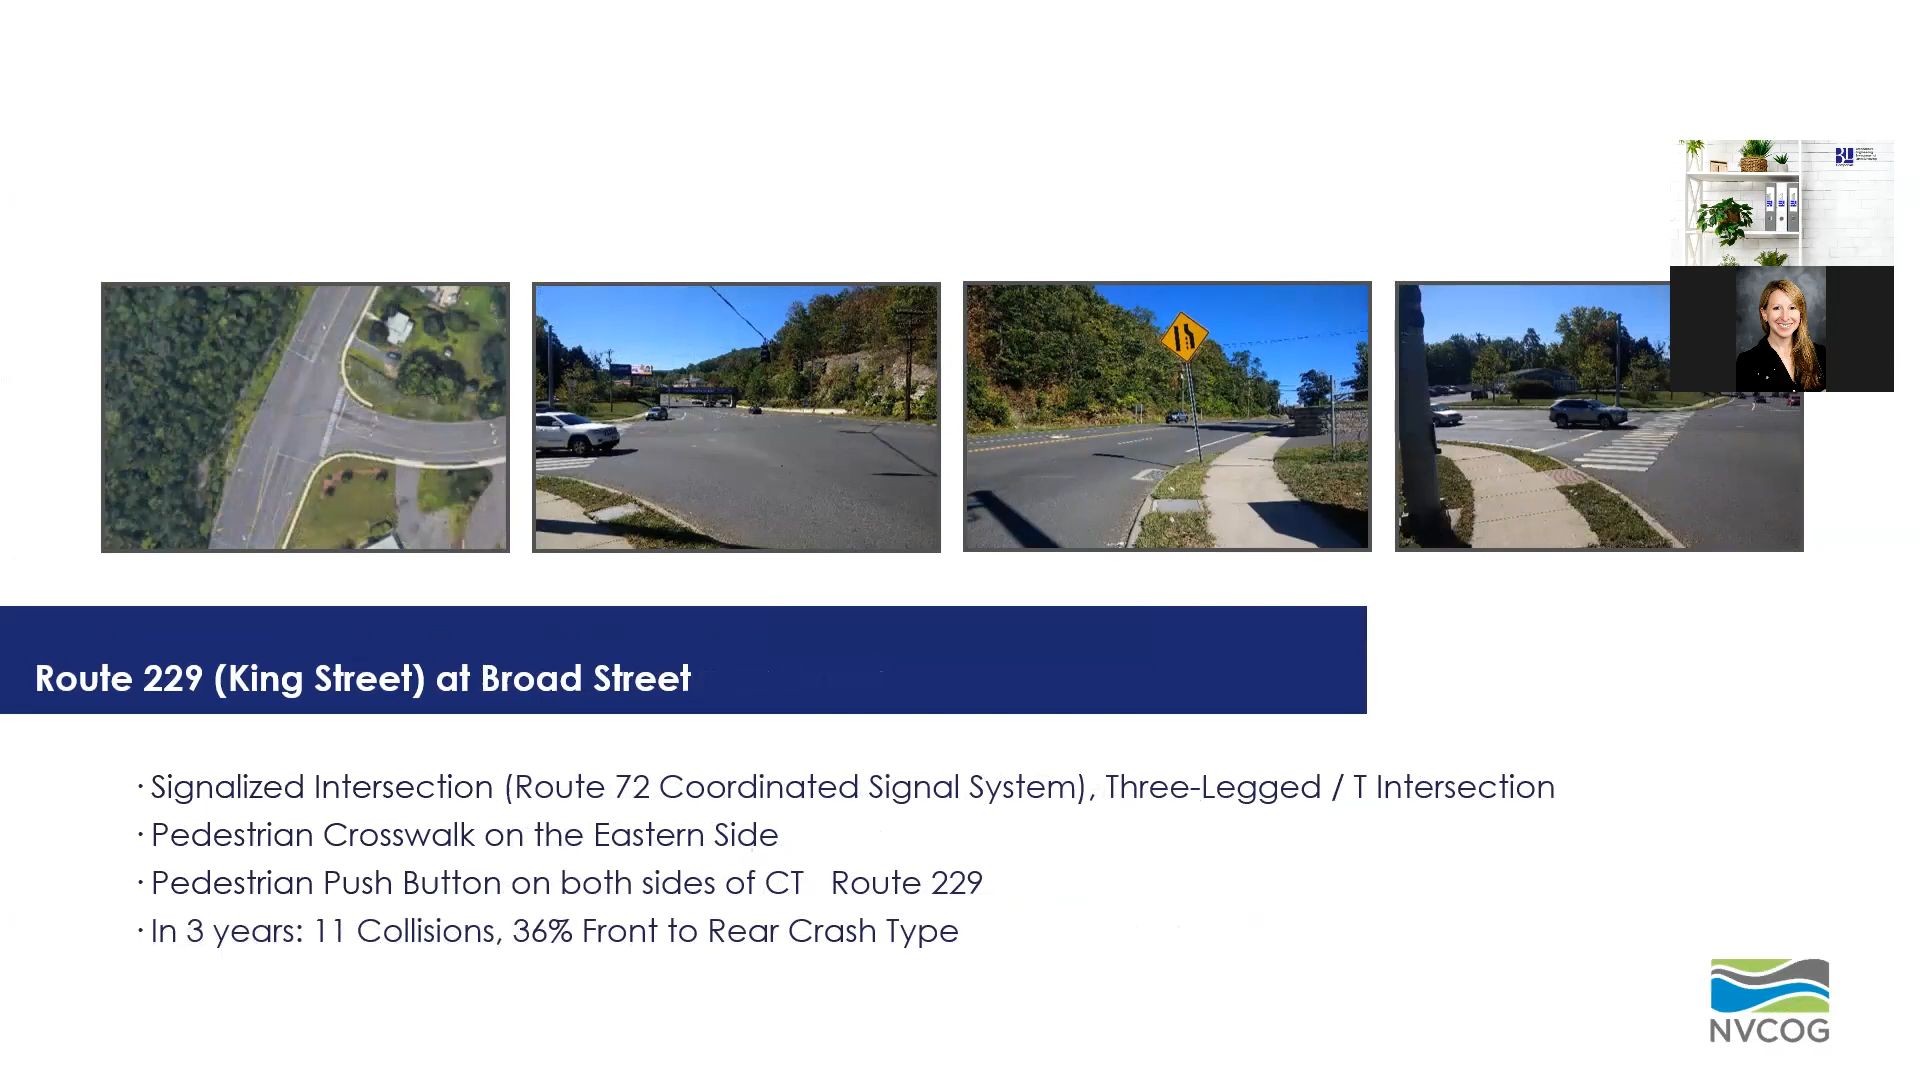 Route 229 (King Street) at Broad Street
· Signalized Intersection (Route 72 Coordinated Signal System), Three-Legged / T Intersection
· Pedestrian Crosswalk on the Eastern Side
· Pedestrian Push Button on both sides of CT   Route 229
· In 3 years: 11 Collisions, 36% Front to Rear Crash Type
NVCOG